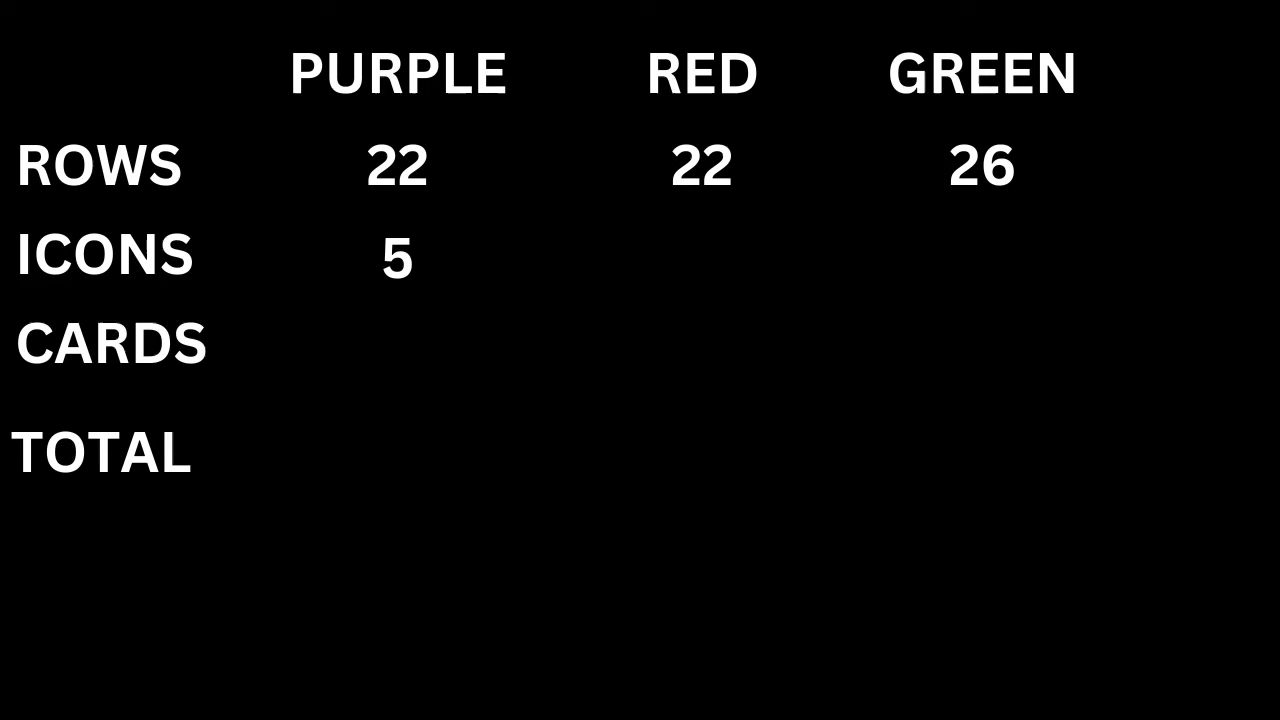 PURPLE RED GREEN
ROWS 22 22 26
ICONS 5
CARDS
TOTAL